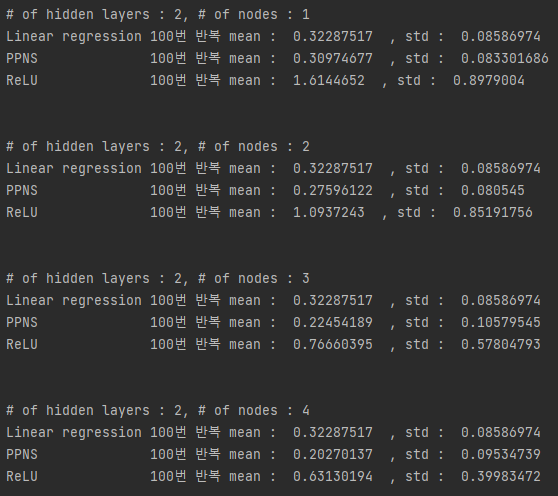 # of hidden layers : 2, # of nodes : 1
Linear regression 100번 반복 mean :  0.32287517  , std :  0.08586974
PPNS              100번 반복 mean :  0.30974677  , std :  0.083301686
ReLU              100번 반복 mean :  1.6144652  , std :  0.8979004
# of hidden layers : 2, # of nodes : 2
Linear regression 100번 반복 mean :  0.32287517  , std :  0.08586974
PPNS              100번 반복 mean :  0.27596122  , std :  0.080545
ReLU              100번 반복 mean :  1.0937243  , std :  0.85191756
# of hidden layers : 2, # of nodes : 3
Linear regression 100번 반복 mean :  0.32287517  , std :  0.08586974
PPNS              100번 반복 mean :  0.22454189  , std :  0.10579545
ReLU              100번 반복 mean :  0.76660395  , std :  0.57804793
# of hidden layers : 2, # of nodes : 4
Linear regression 100번 반복 mean :  0.32287517  , std :  0.08586974
PPNS              100번 반복 mean :  0.20270137  , std :  0.09534739
ReLU              100번 반복 mean :  0.63130194  , std :  0.39983472